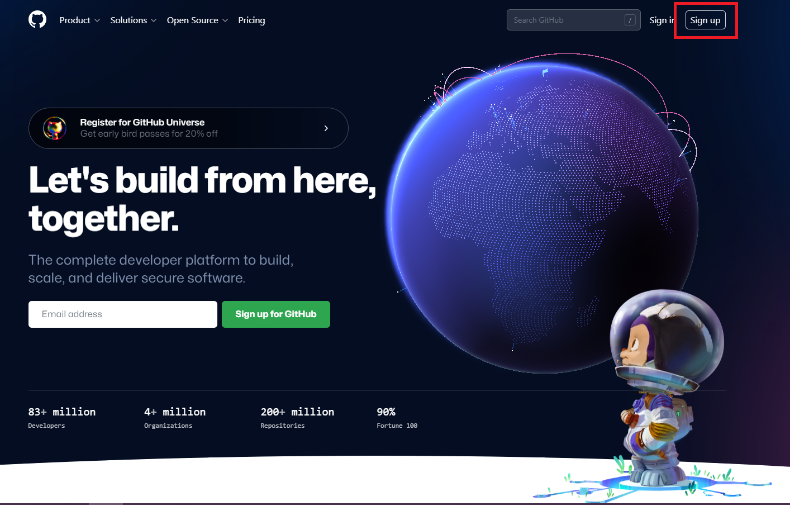 Product Solutions Open Source Pricing Search GitHub / Sign in Sign up
Register for GitHub Universe
Get early bird passes for 20% off
Let's build from here,
together.
The complete developer platform to build,
scale, and deliver secure software.
Email address Sign up for GitHub
83+ million 4+ million 200+ million 90%
Developers Organizations Repositories Fortune 100